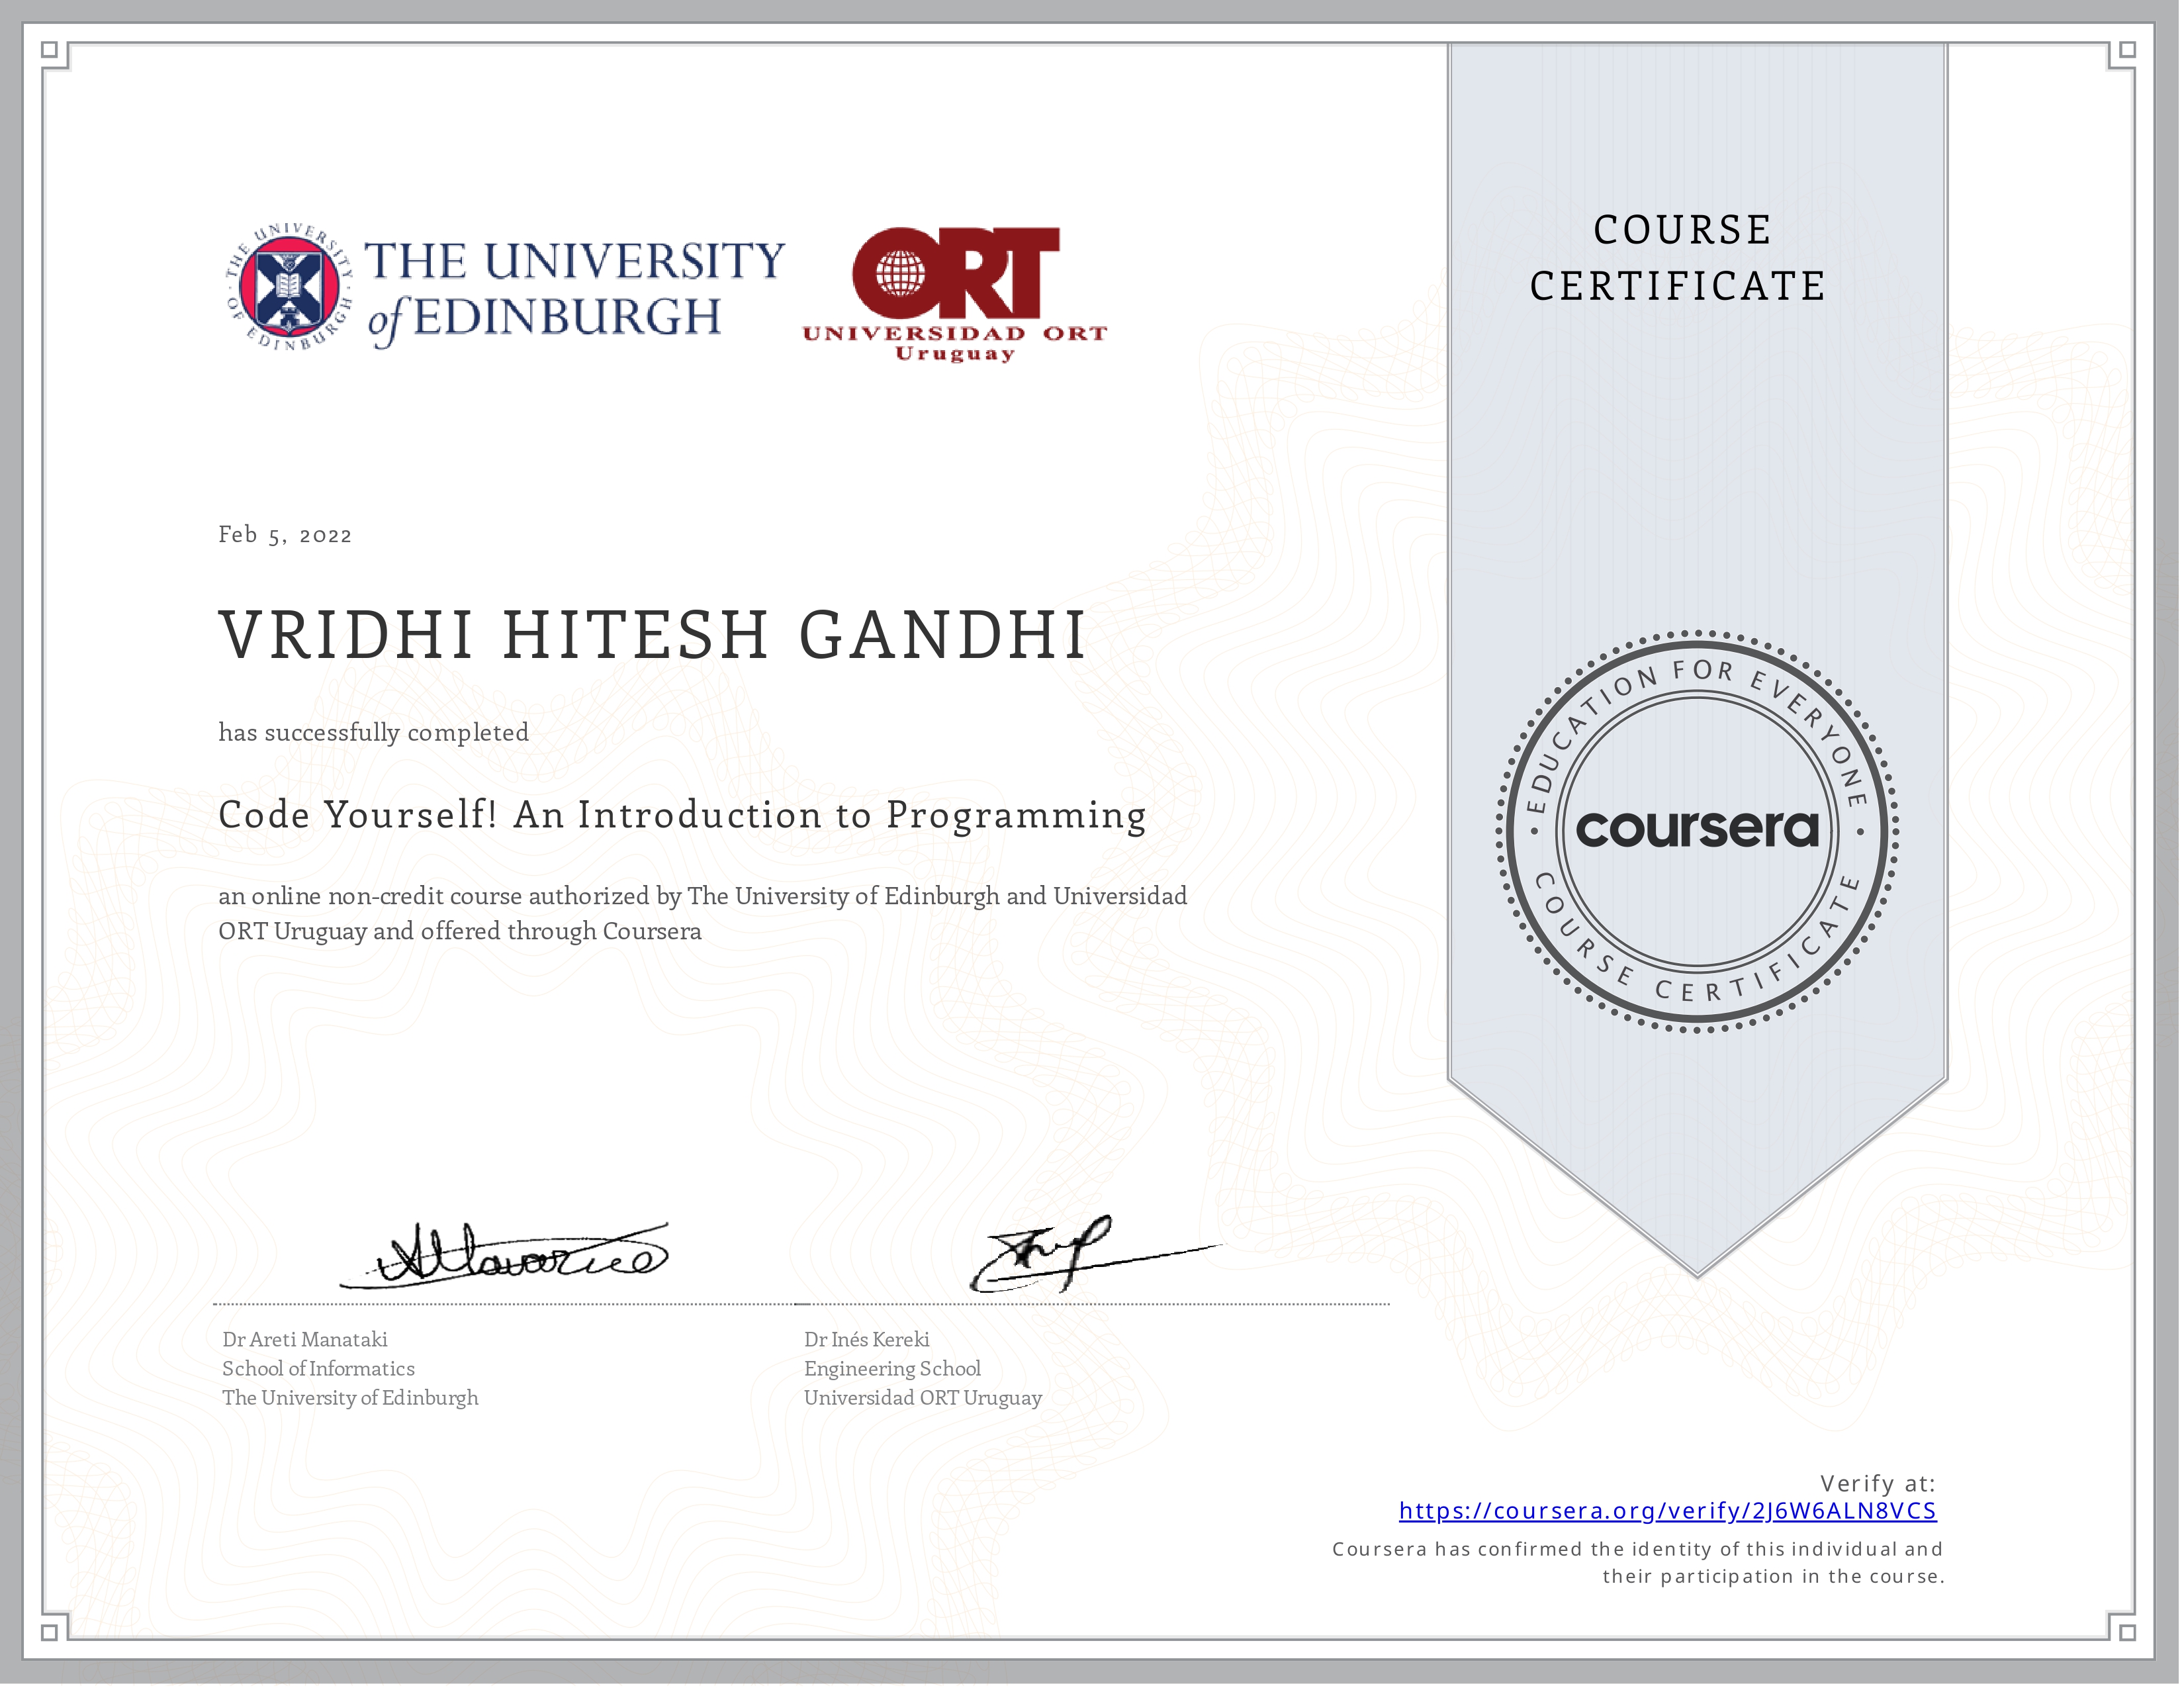 THE UNIVERSITY OF EDINBURGH
THE UNIVERSITY
of EDINBURGH
ORT
UNIVERSIDAD ORT
Uruguay
COURSE
CERTIFICATE
Feb 5, 2022
VRIDHI HITESH GANDHI
has successfully completed
Code Yourself! An Introduction to Programming
an online non-credit course authorized by The University of Edinburgh and Universidad
ORT Uruguay and offered through Coursera
EDUCATION FOR EVERYONE
coursera
COURSE CERTIFICATE
Dr Areti Manataki
School of Informatics
The University of Edinburgh
Dr Inés Kereki
Engineering School
Universidad ORT Uruguay
Verify at:
https://coursera.org/verify/2J6W6ALN8VCS
Coursera has confirmed the identity of this individual and
their participation in the course.